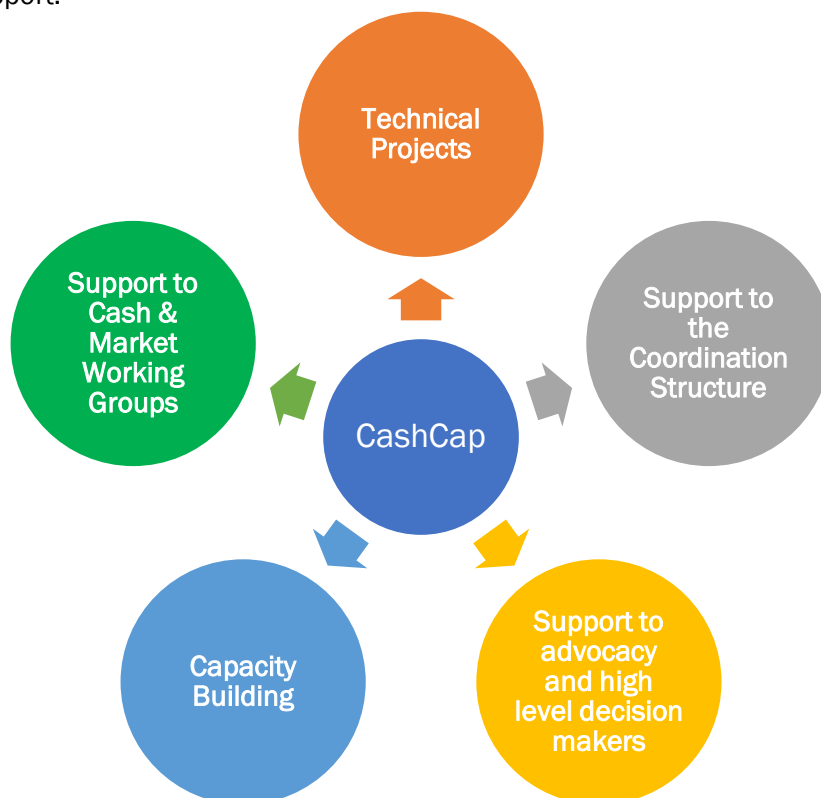 Technical
Projects
Support to
Cash &
Market
Working
Groups
Support to
the
Coordination
Structure
CashCap
Capacity
Building
Support to
advocacy
and high
level decision
makers